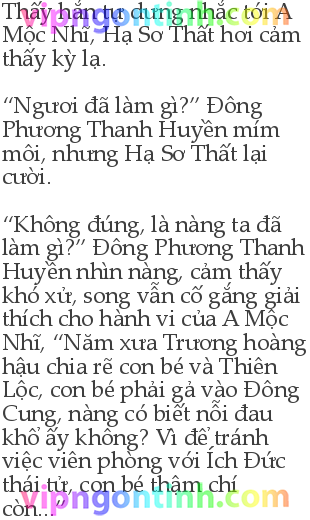 Thấy hắn tự dưng nhắc tới A
Mộc Nhĩ, Hạ Sơ Thất hơi cảm
thấy kỳ lạ.
“Ngươi đã làm gì?” Đông
Phương Thanh Huyền mím
môi, nhưng Hạ Sơ Thất lại
cười.
“Không đúng, là nàng ta đã
làm gì?” Đông Phương Thanh
Huyền nhìn nàng, cảm thấy
khó xử, song vẫn cố gắng giải
thích cho hành vi của A Mộc
Nhĩ, “Năm xưa Trương hoàng
hậu chia rẽ con bé và Thiên
Lộc, con bé phải gả vào Đông
Cung, nàng có biết nỗi đau
khổ ấy không? Vì để tránh
việc viên phòng với Ích Đức
thái tử, con bé thậm chí
còn...”
vipngontinh.com
vipngontinh.com